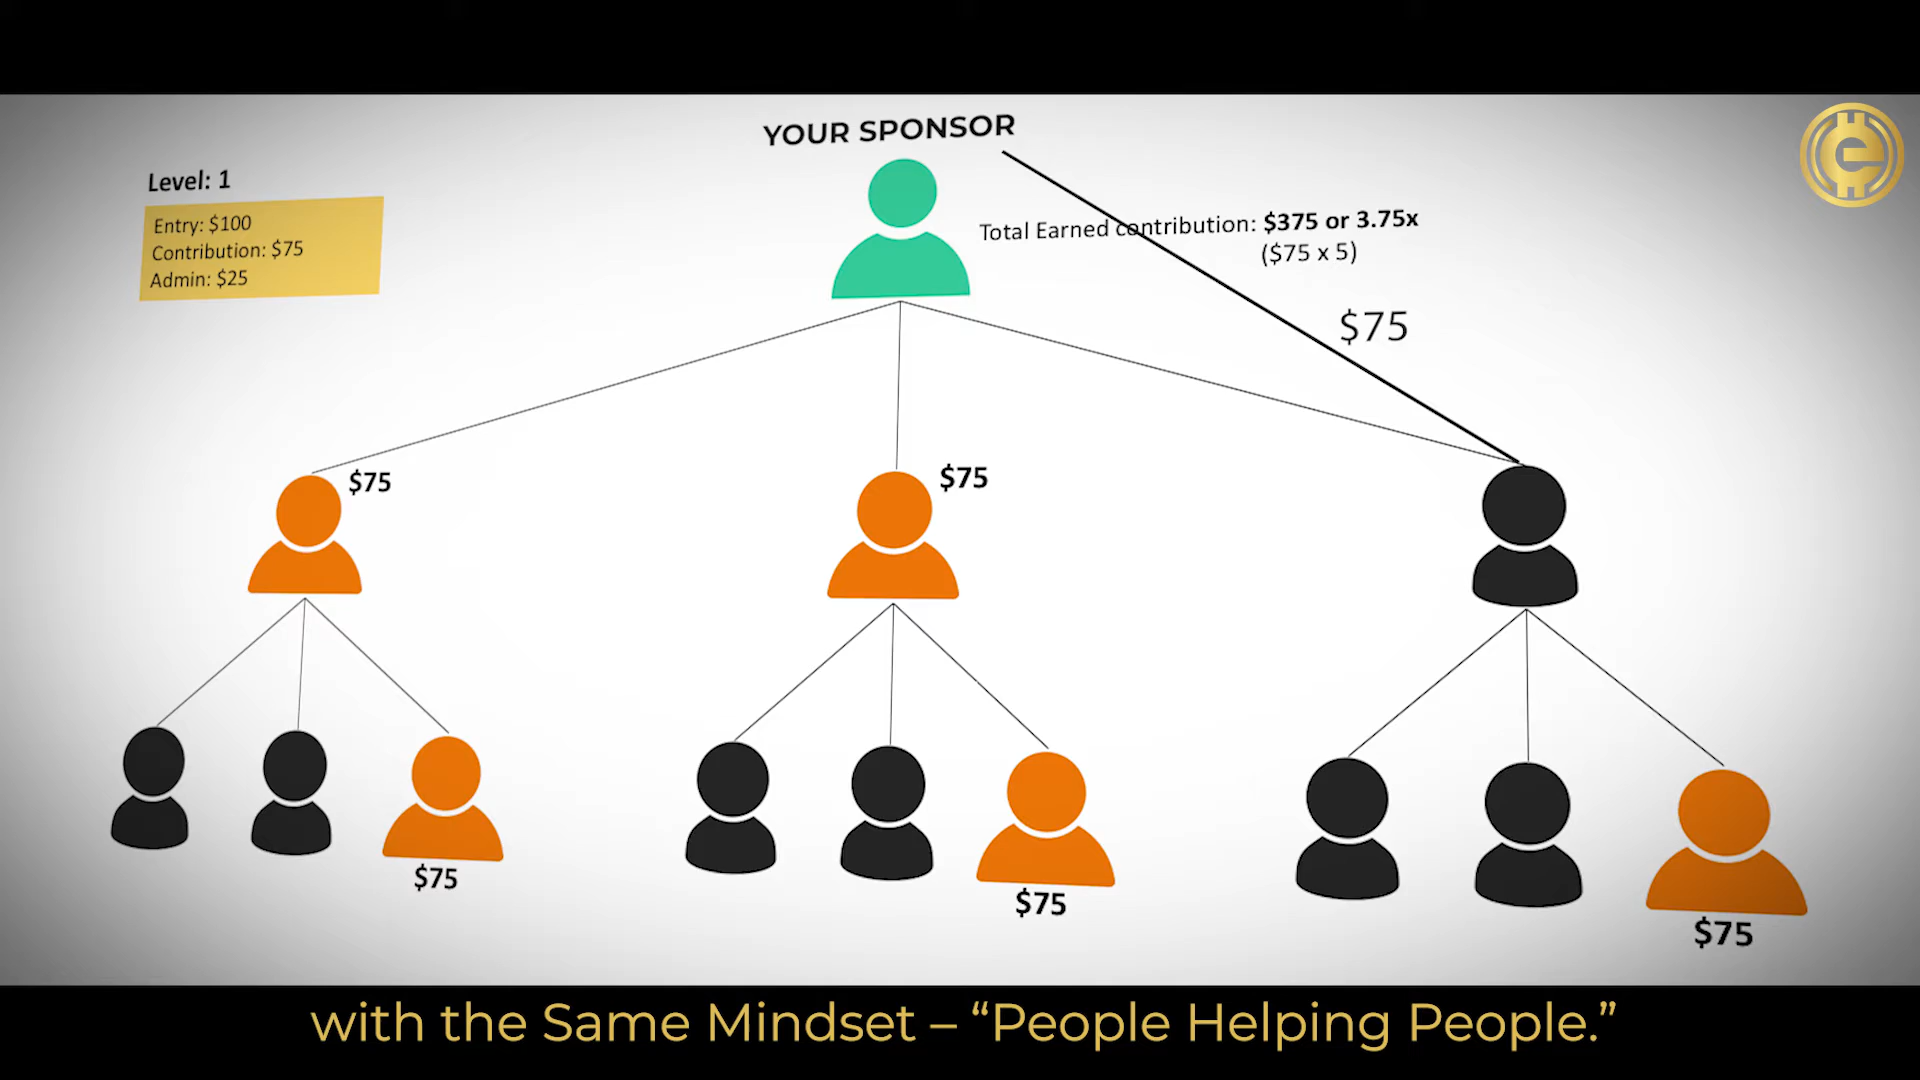 YOUR SPONSOR
Level: 1
Entry: $100
Contribution: $75
Admin: $25
Total Earned contribution: $375 or 3.75x
($75 x 5)
$75
$75
$75
$75
$75
$75
with the Same Mindset – “People Helping People.”